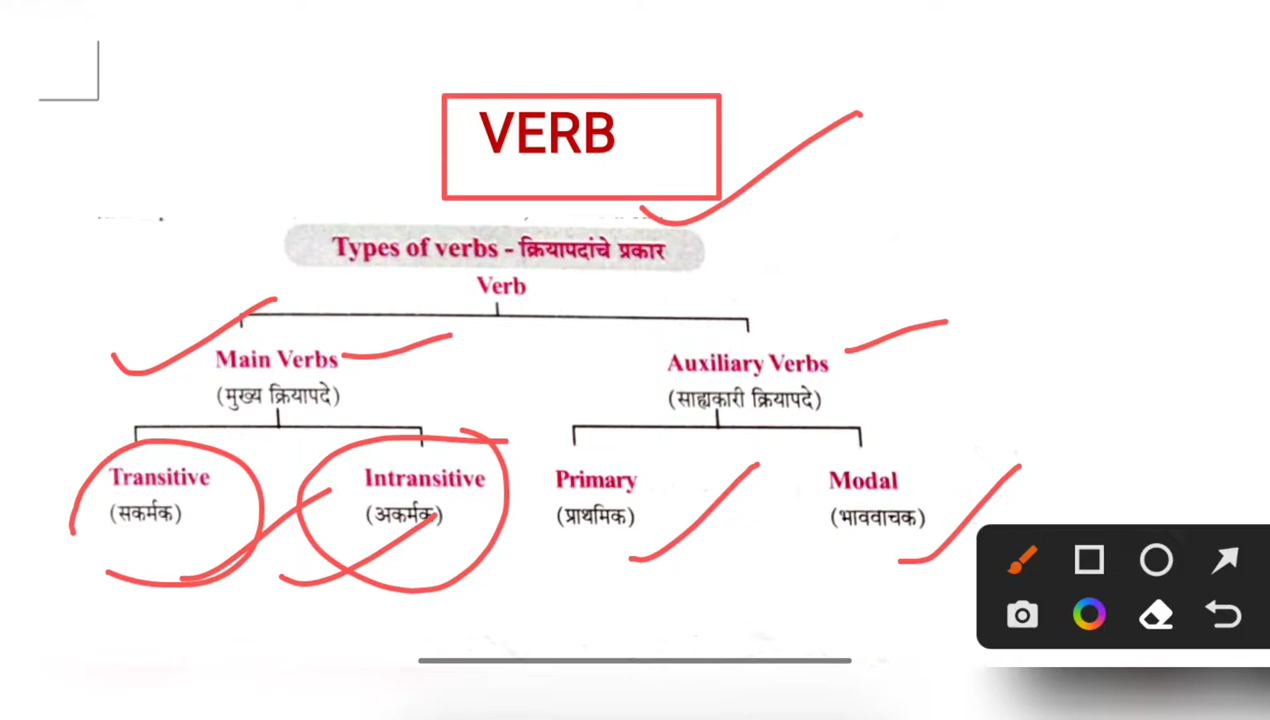 VERB
Types of verbs - क्रियापदांचे प्रकार
Verb
Main Verbs Auxiliary Verbs
(मुख्य क्रियापदे) (साह्यकारी क्रियापदे)
Transitive Intransitive Primary Modal
(सकर्मक) (अकर्मक) (प्राथमिक) (भाववाचक)